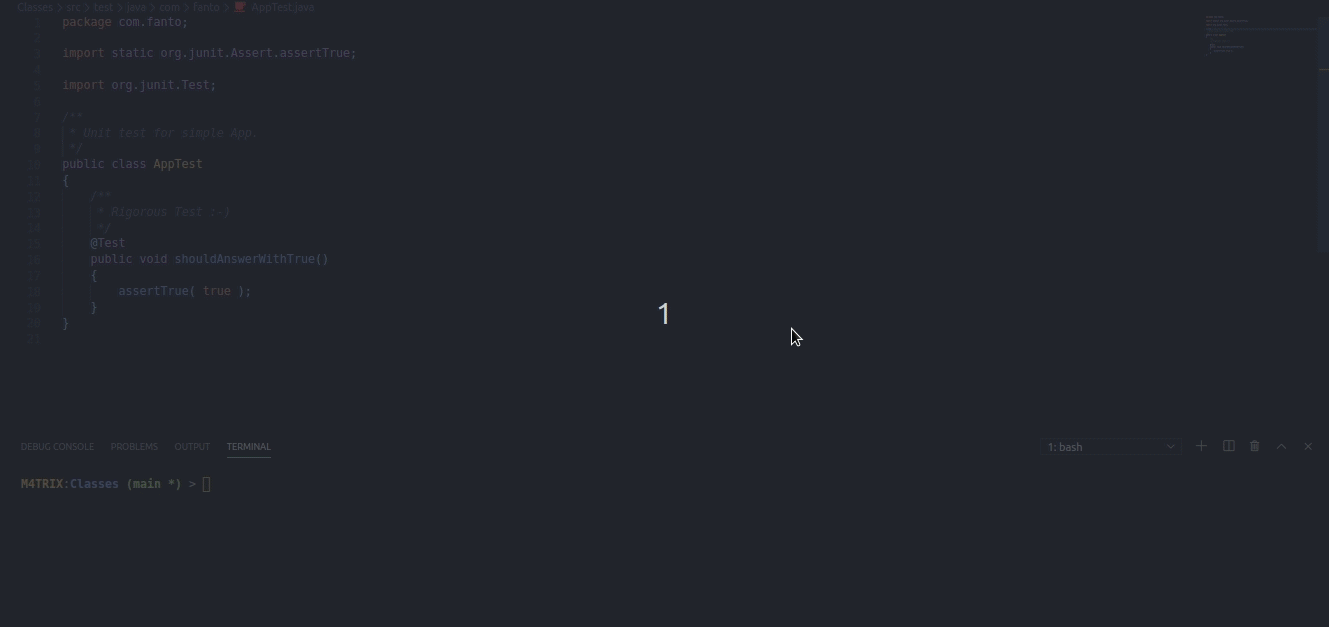 Classes > src > test > java > com > fanto > AppTest.java
1 package com.fanto;
2
3 import static org.junit.Assert.assertTrue;
4
5 import org.junit.Test;
6
7 /**
8 * Unit test for simple App.
9 */
10 public class AppTest
11 {
12 /**
13 * Rigorous Test :-)
14 */
15 @Test
16 public void shouldAnswerWithTrue()
17 {
18 assertTrue( true );
19 }
20 }
21
1
DEBUG CONSOLE PROBLEMS OUTPUT TERMINAL 1: bash
M4TRIX:Classes (main *) >